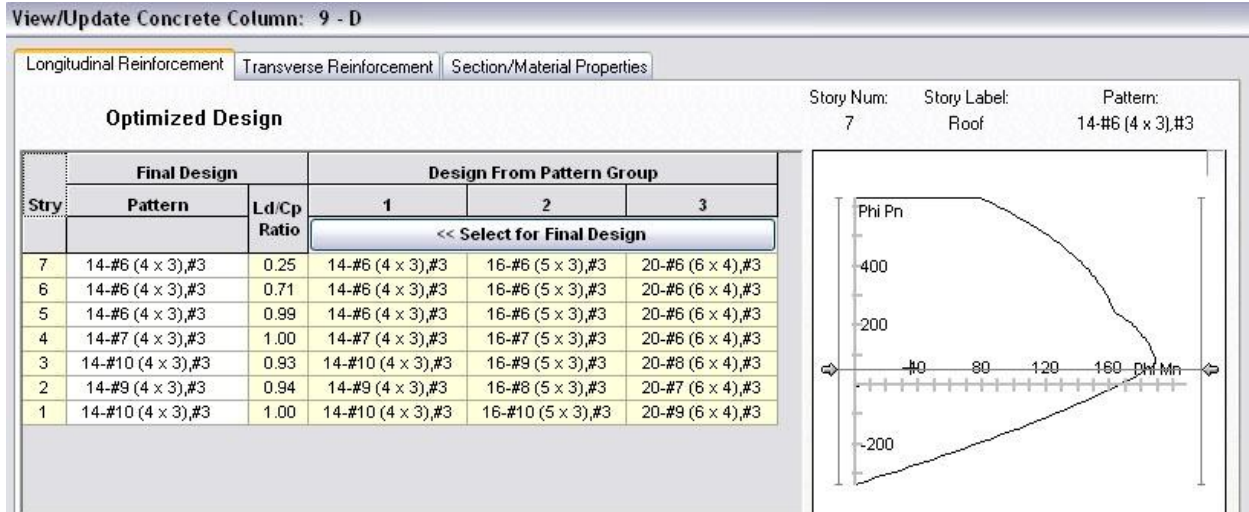 View/Update Concrete Column: 9 - D
Longitudinal Reinforcement Transverse Reinforcement Section/Material Properties
Optimized Design
Story Num: Story Label: Pattern:
7 Roof 14-#6 (4 x 3),#3
Final Design Design From Pattern Group
Stry Pattern Ld/Cp Ratio 1 2 3
<< Select for Final Design
7 14-#6 (4 x 3),#3 0.25 14-#6 (4 x 3),#3 16-#6 (5 x 3),#3 20-#6 (6 x 4),#3
6 14-#6 (4 x 3),#3 0.71 14-#6 (4 x 3),#3 16-#6 (5 x 3),#3 20-#6 (6 x 4),#3
5 14-#6 (4 x 3),#3 0.99 14-#6 (4 x 3),#3 16-#6 (5 x 3),#3 20-#6 (6 x 4),#3
4 14-#7 (4 x 3),#3 1.00 14-#7 (4 x 3),#3 16-#7 (5 x 3),#3 20-#6 (6 x 4),#3
3 14-#10 (4 x 3),#3 0.93 14-#10 (4 x 3),#3 16-#9 (5 x 3),#3 20-#8 (6 x 4),#3
2 14-#9 (4 x 3),#3 0.94 14-#9 (4 x 3),#3 16-#8 (5 x 3),#3 20-#7 (6 x 4),#3
1 14-#10 (4 x 3),#3 1.00 14-#10 (4 x 3),#3 16-#10 (5 x 3),#3 20-#9 (6 x 4),#3
Phi Pn
400
200
40 80 120 160 Phi Mn
-200